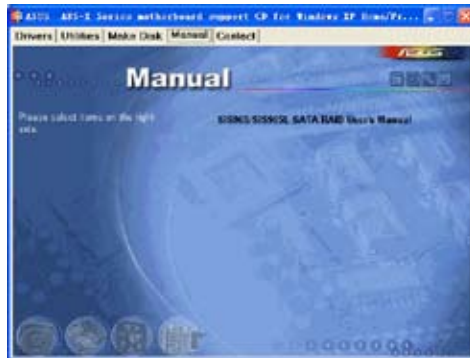 ASUS A8S-X Series motherboard support CD for Windows XP Home/Pr...
Drivers Utilities Make Disk Manual Contact
ASUS
Manual
Please select items on the right side.
SIS965/SIS965L SATA RAID User's Manual